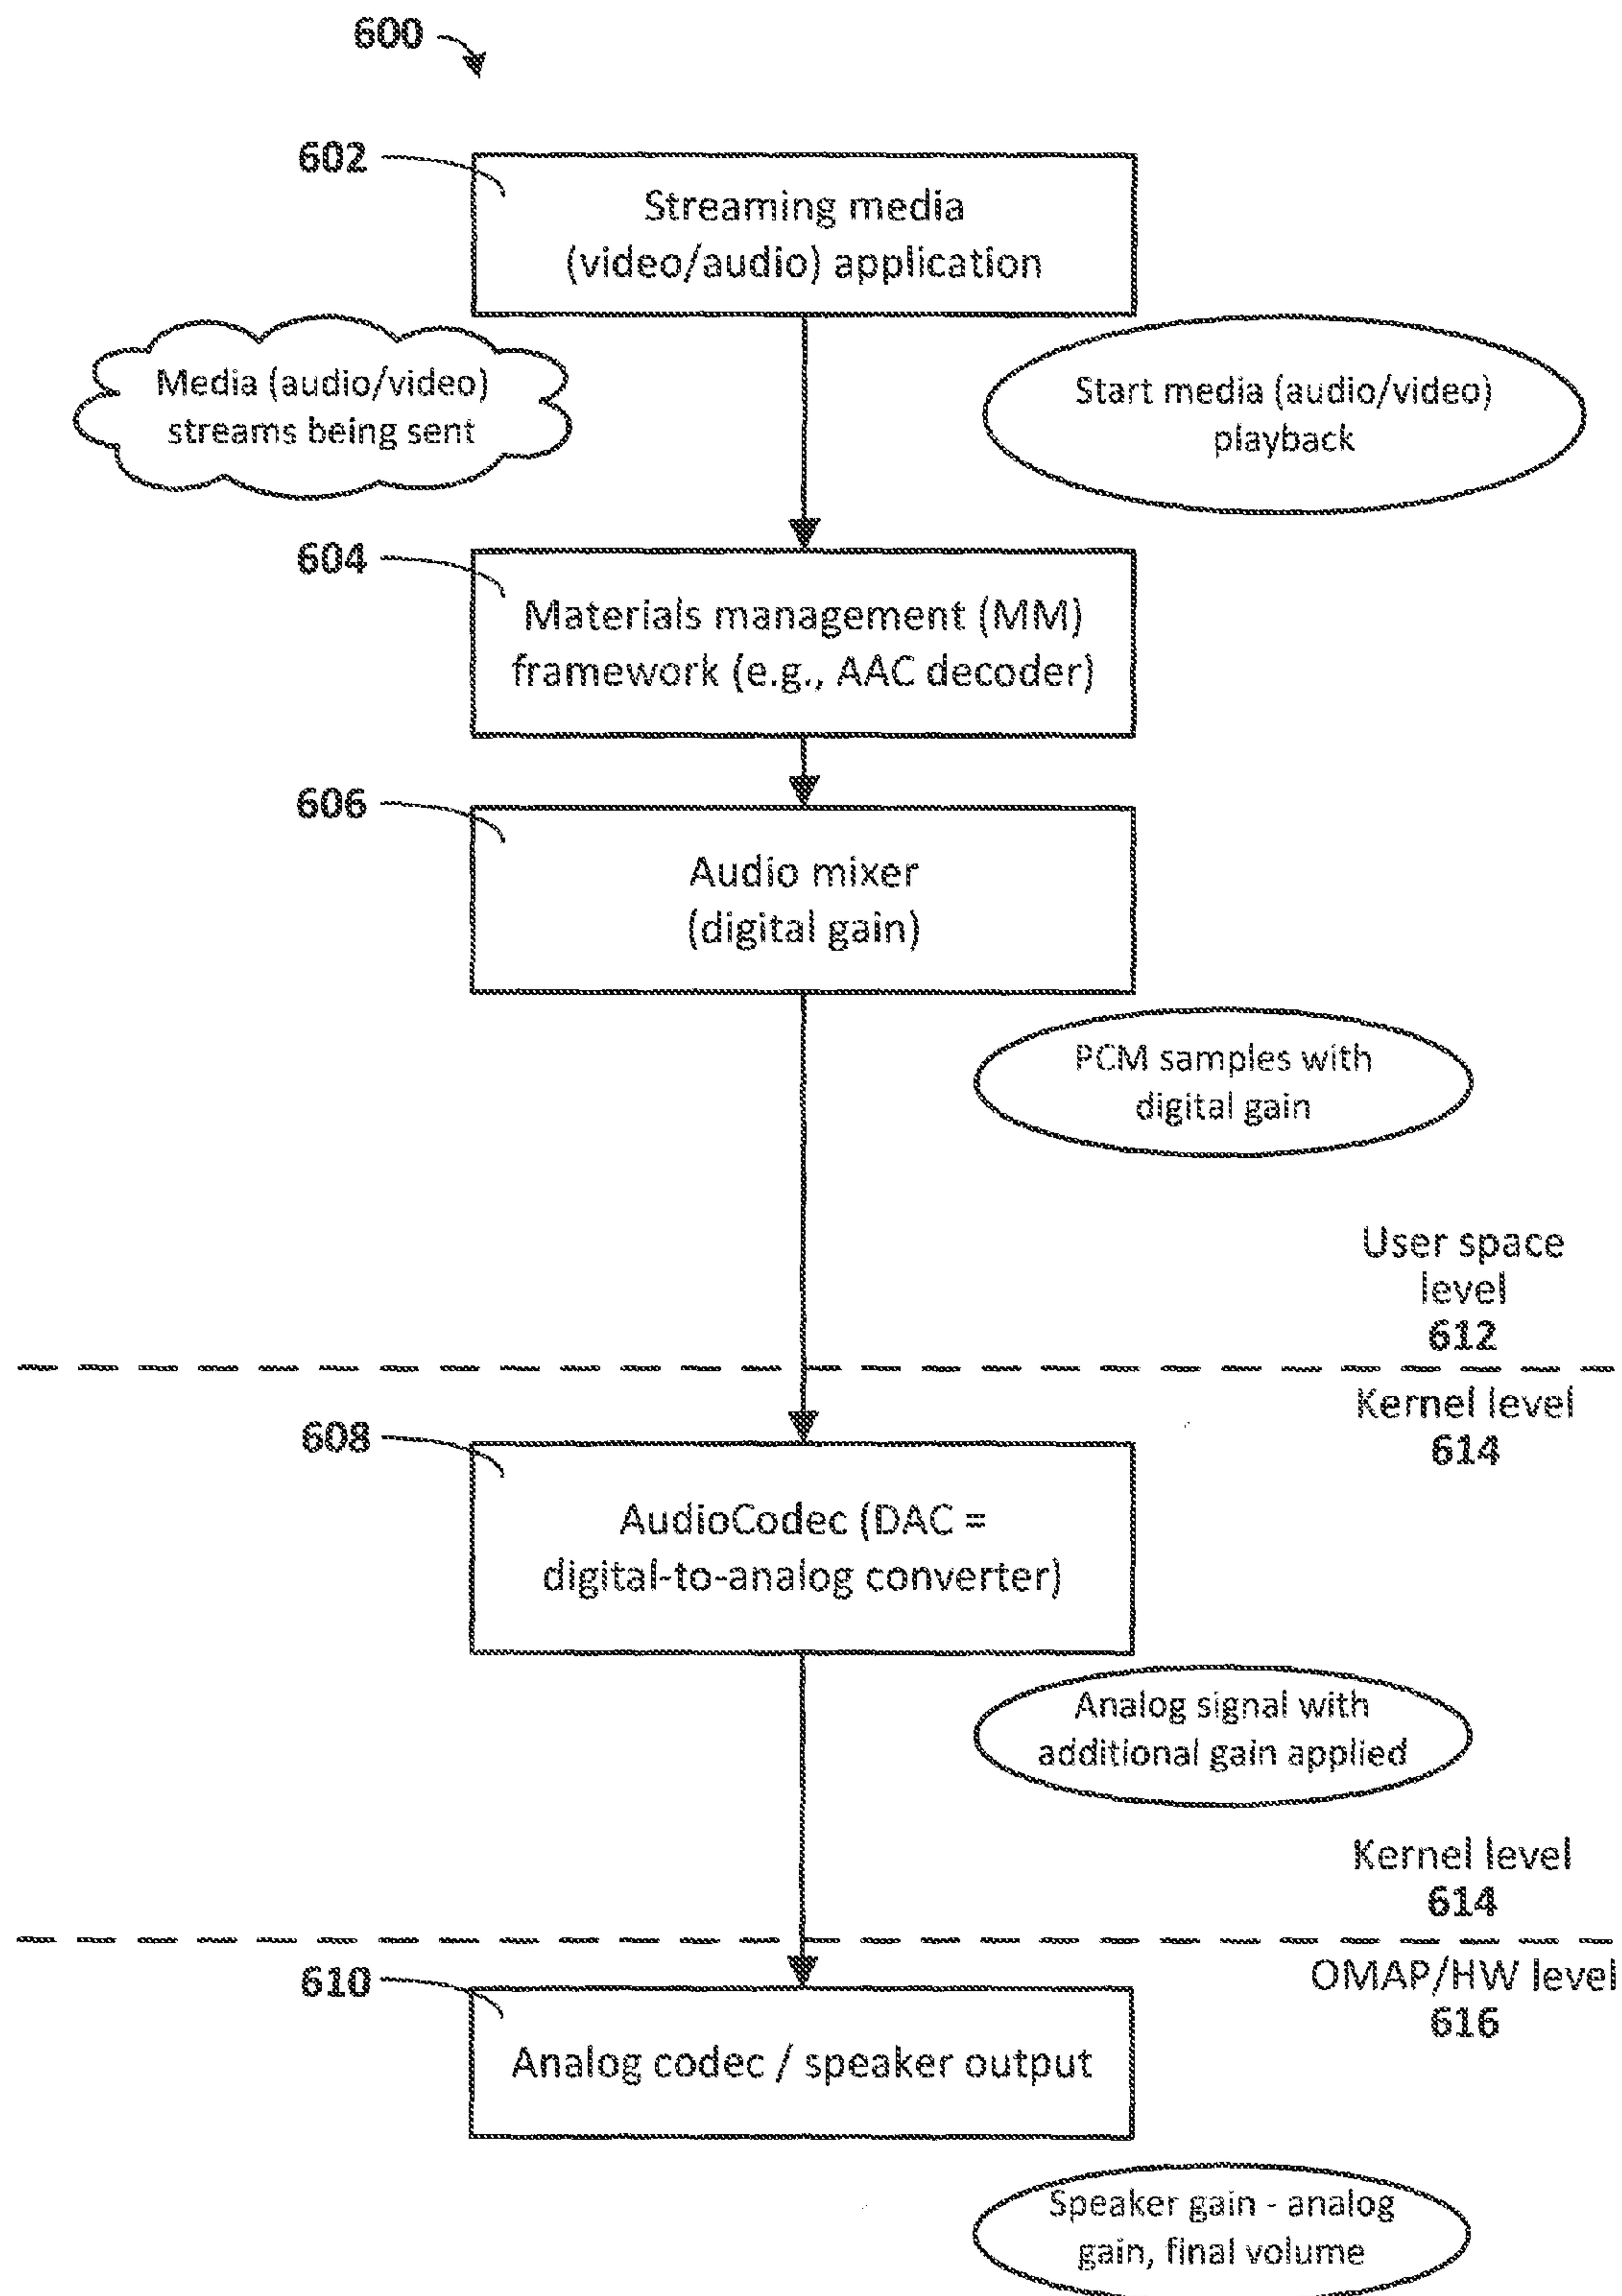 600
602
Streaming media
(video/audio) application
Media (audio/video)
streams being sent
Start media (audio/video)
playback
604
Materials management (MM)
framework (e.g., AAC decoder)
606
Audio mixer
(digital gain)
PCM samples with
digital gain
User space
level
612
Kernel level
614
608
AudioCodec (DAC =
digital-to-analog converter)
Analog signal with
additional gain applied
Kernel level
614
OMAP/HW level
616
610
Analog codec / speaker output
Speaker gain - analog
gain, final volume